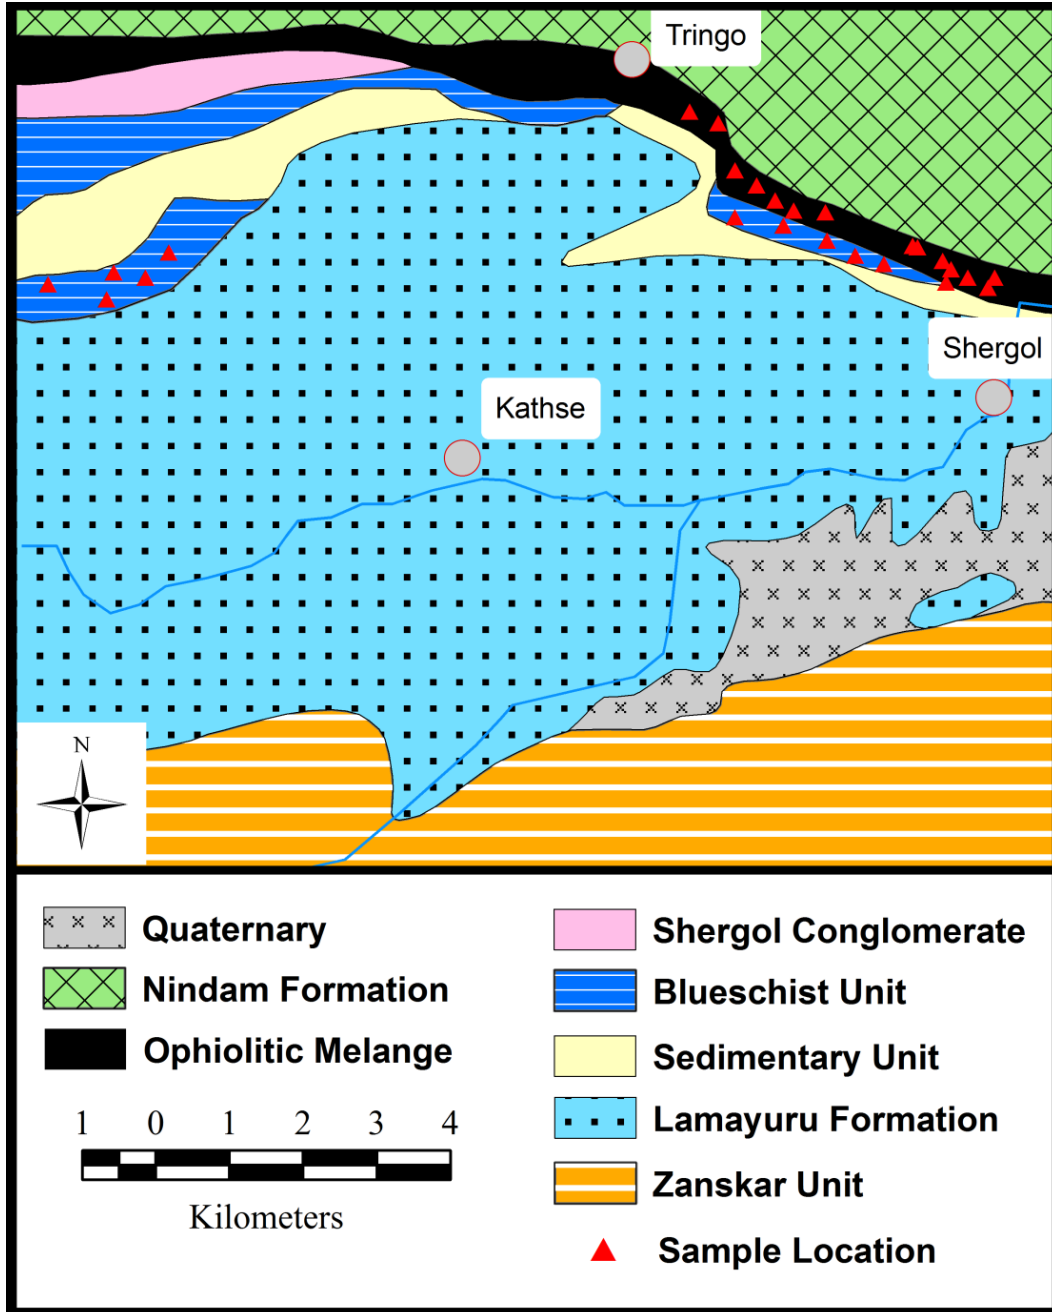 Tringo
Shergol
Kathse
N
Quaternary
Nindam Formation
Ophiolitic Melange
1 0 1 2 3 4
Kilometers
Shergol Conglomerate
Blueschist Unit
Sedimentary Unit
Lamayuru Formation
Zanskar Unit
Sample Location